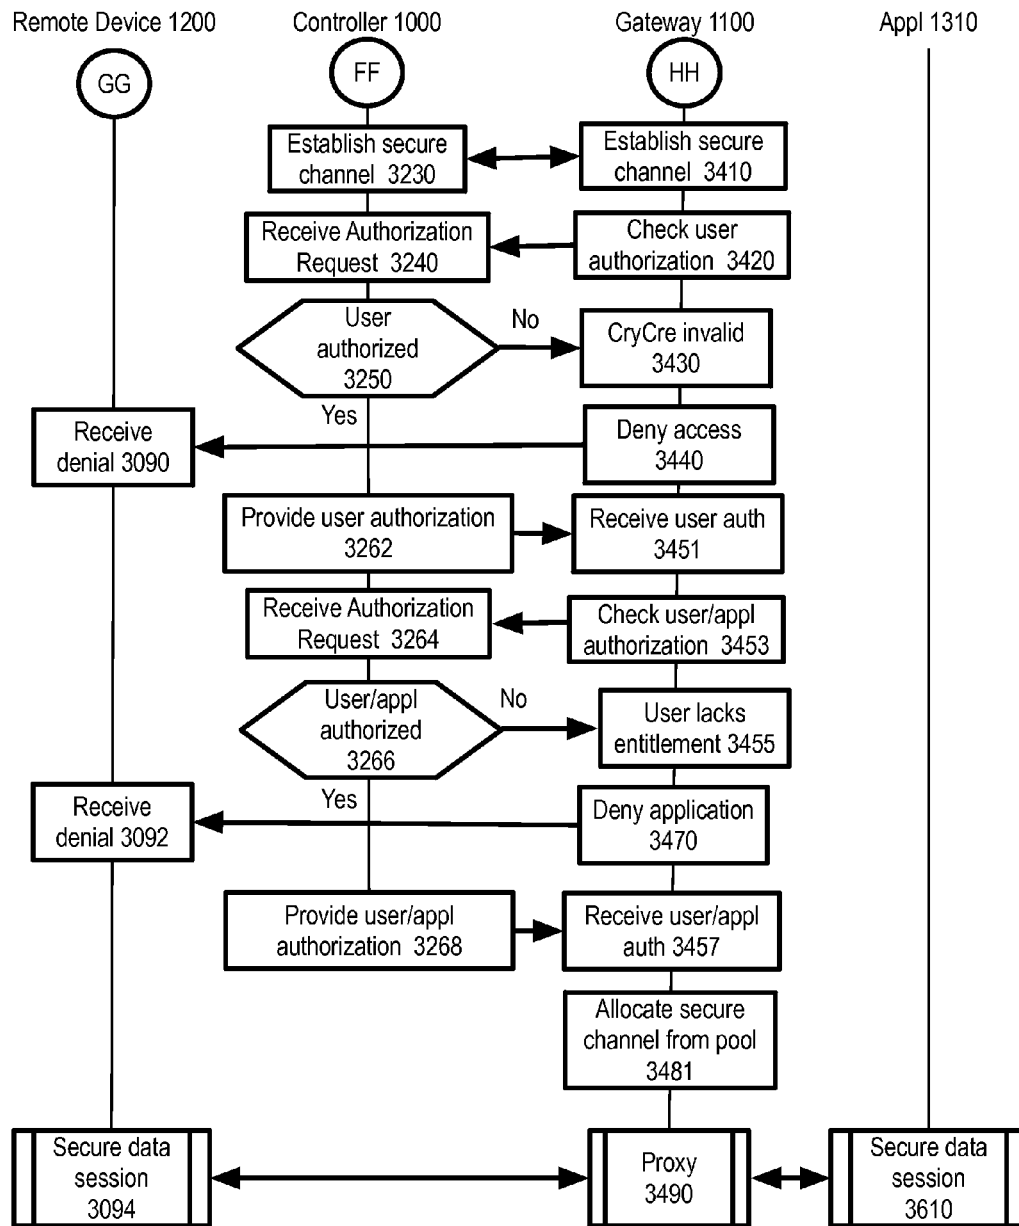 Remote Device 1200
Controller 1000
Gateway 1100
Appl 1310
GG
FF
HH
Establish secure
channel 3230
Establish secure
channel 3410
Receive Authorization
Request 3240
Check user
authorization 3420
User
authorized
3250
No
CryCre invalid
3430
Yes
Receive
denial 3090
Deny access
3440
Provide user authorization
3262
Receive user auth
3451
Receive Authorization
Request 3264
Check user/appl
authorization 3453
User/appl
authorized
3266
No
User lacks
entitlement 3455
Yes
Receive
denial 3092
Deny application
3470
Provide user/appl
authorization 3268
Receive user/appl
auth 3457
Allocate secure
channel from pool
3481
Secure data
session
3094
Proxy
3490
Secure data
session
3610